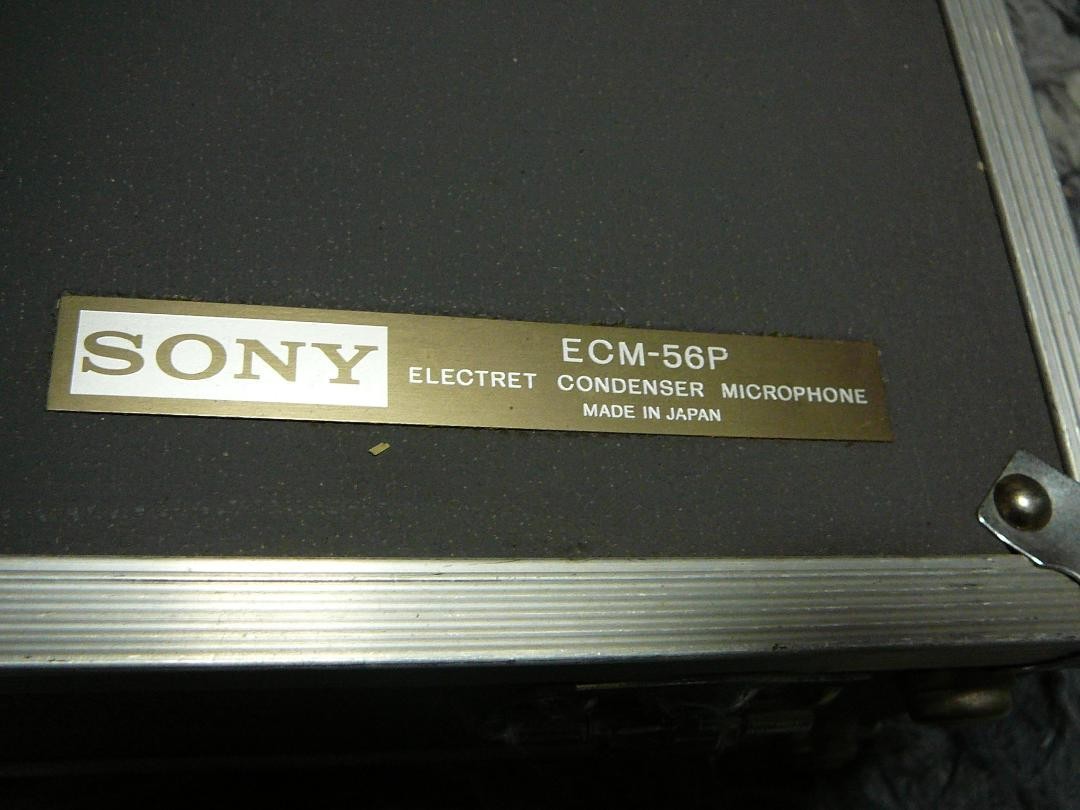 SONY
ECM-56P
ELECTRET CONDENSER MICROPHONE
MADE IN JAPAN